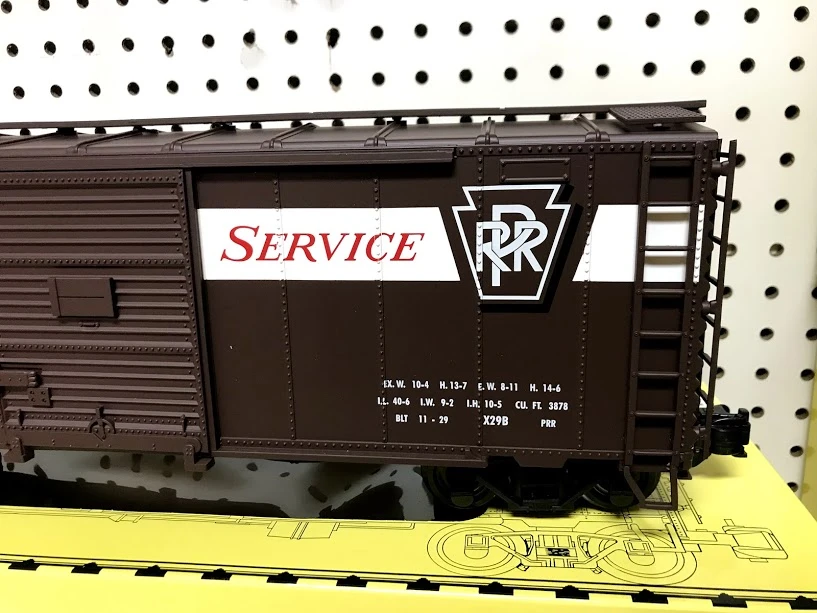 SERVICE
PRR
EX. W. 10-4 H. 13-7 E. W. 8-11 H. 14-6
I.L. 40-6 I.W. 9-2 I.H. 10-5 CU. FT. 3878
BLT 11 - 29 X29B PRR